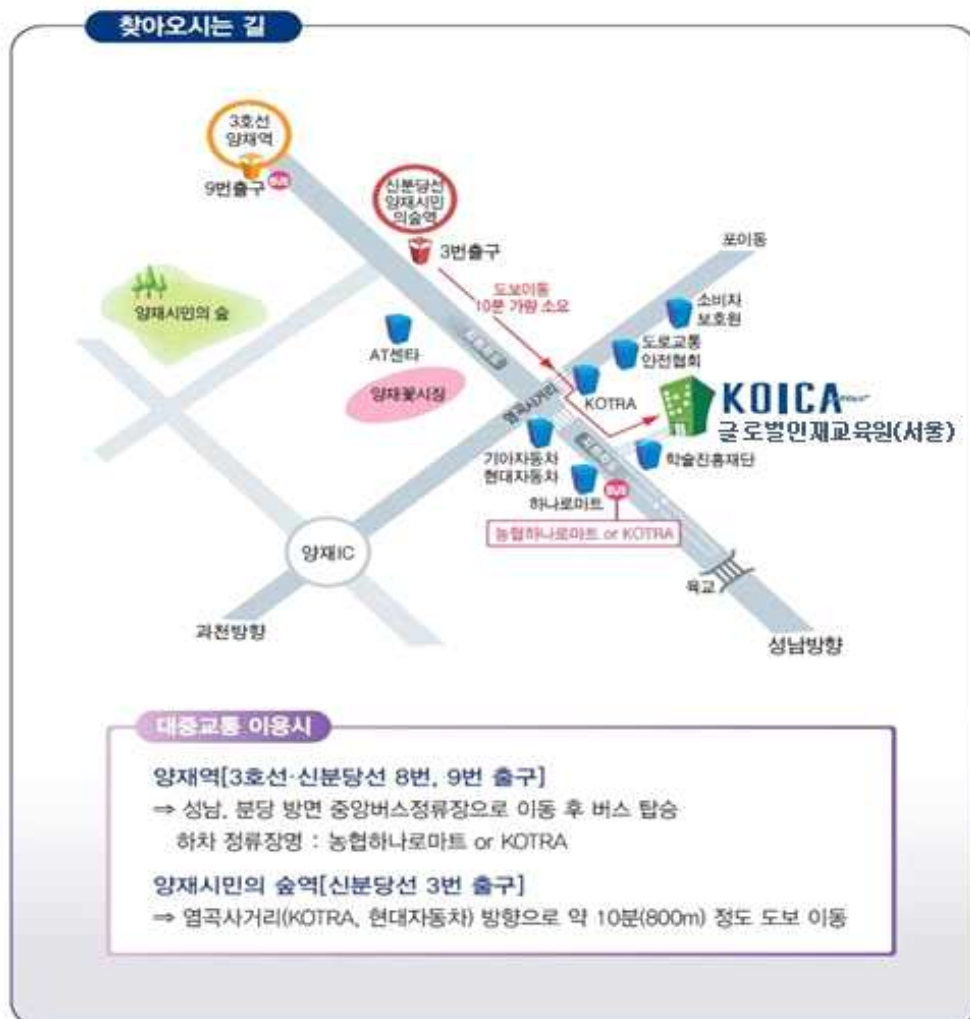 찾아오시는 길
3호선
양재역
9번출구
BUS
신분당선
양재시민
의숲역
3번출구
포이동
도보이동
10분 가량 소요
소비자
보호원
양재시민의 숲
AT센타
도로교통
안전협회
양재꽃시장
염곡사거리
KOTRA
KOICA
글로벌인재교육원(서울)
기아자동차
현대자동차
학술진흥재단
하나로마트
BUS
농협하나로마트 or KOTRA
양재IC
육교
과천방향
성남방향
대중교통 이용시
양재역[3호선·신분당선 8번, 9번 출구]
⇒ 성남, 분당 방면 중앙버스정류장으로 이동 후 버스 탑승
하차 정류장명 : 농협하나로마트 or KOTRA
양재시민의 숲역[신분당선 3번 출구]
⇒ 염곡사거리(KOTRA, 현대자동차) 방향으로 약 10분(800m) 정도 도보 이동